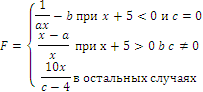 F = { 1/ax − b при x + 5 < 0 и c = 0
x − a/x при x + 5 > 0 b c ≠ 0
10x/c − 4 в остальных случаях